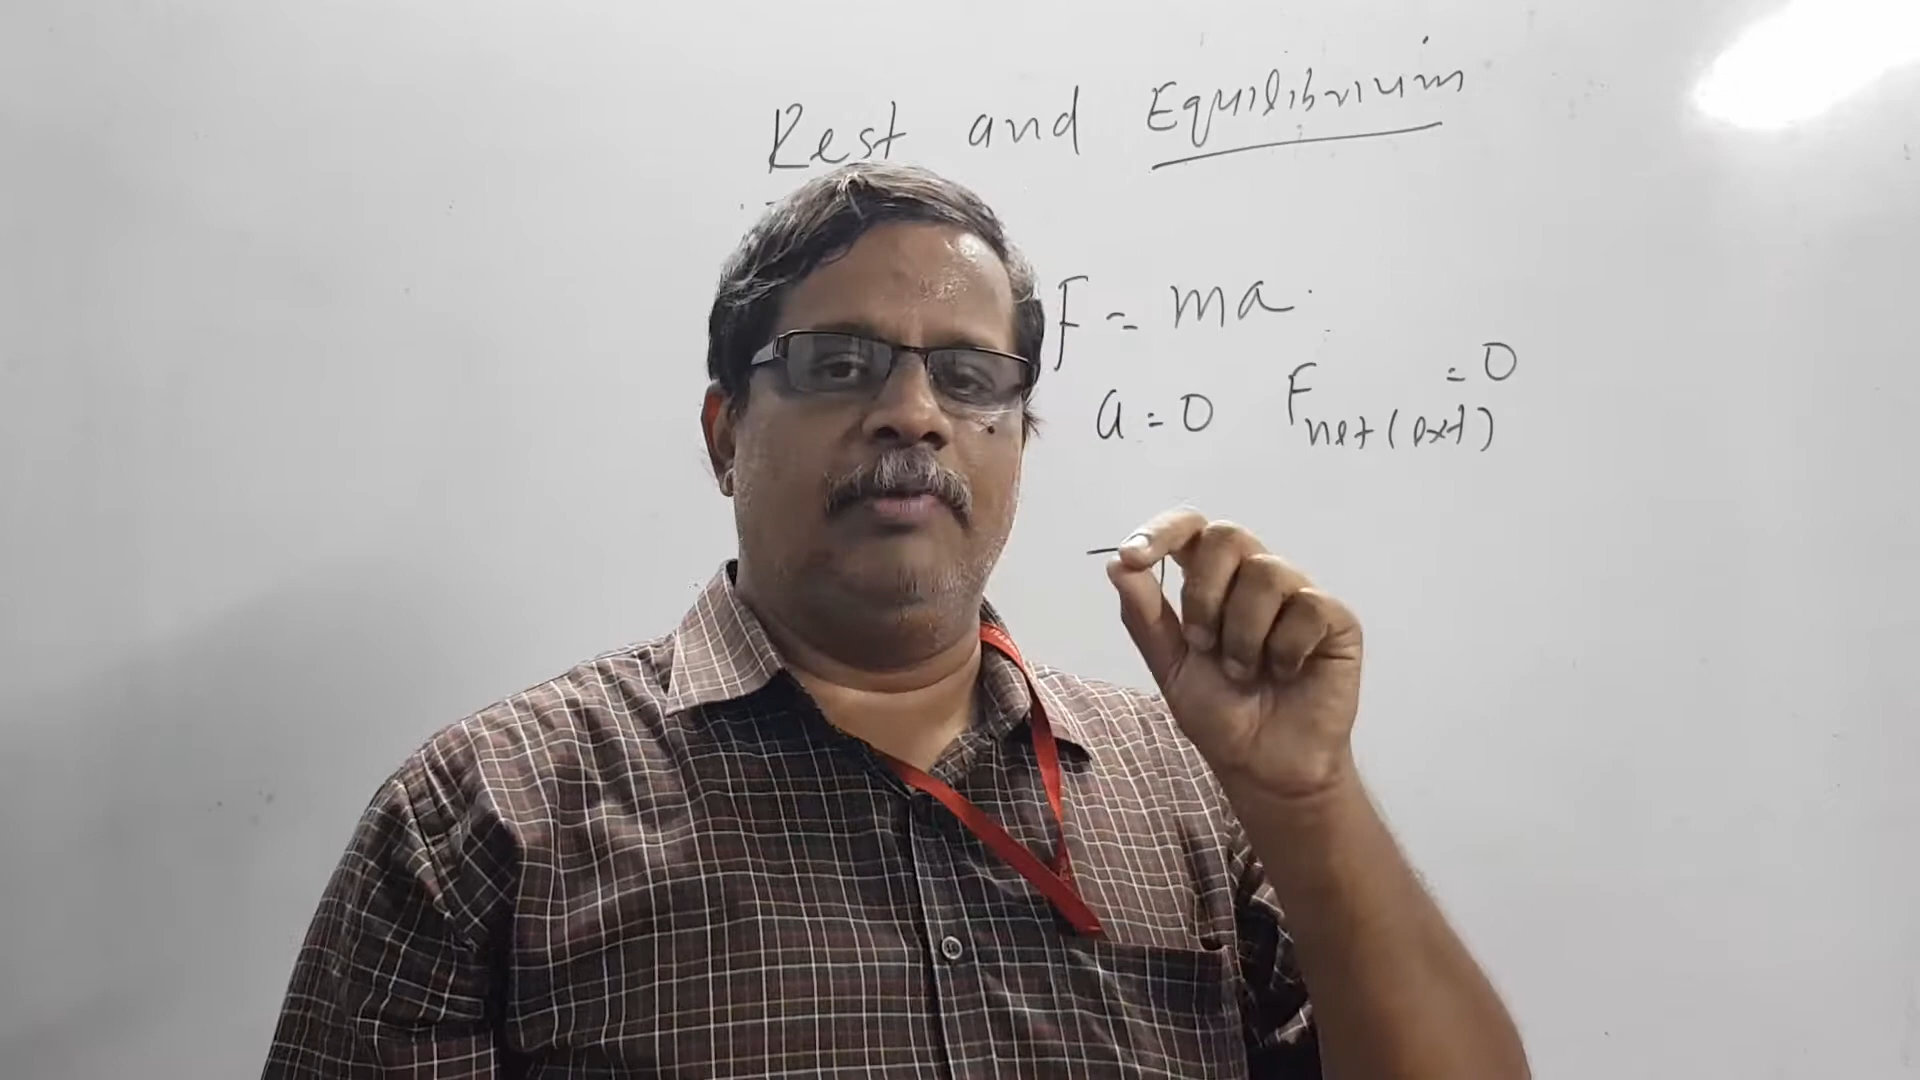 Rest and Equilibrium
F = ma
a = 0 F net (ext) = 0